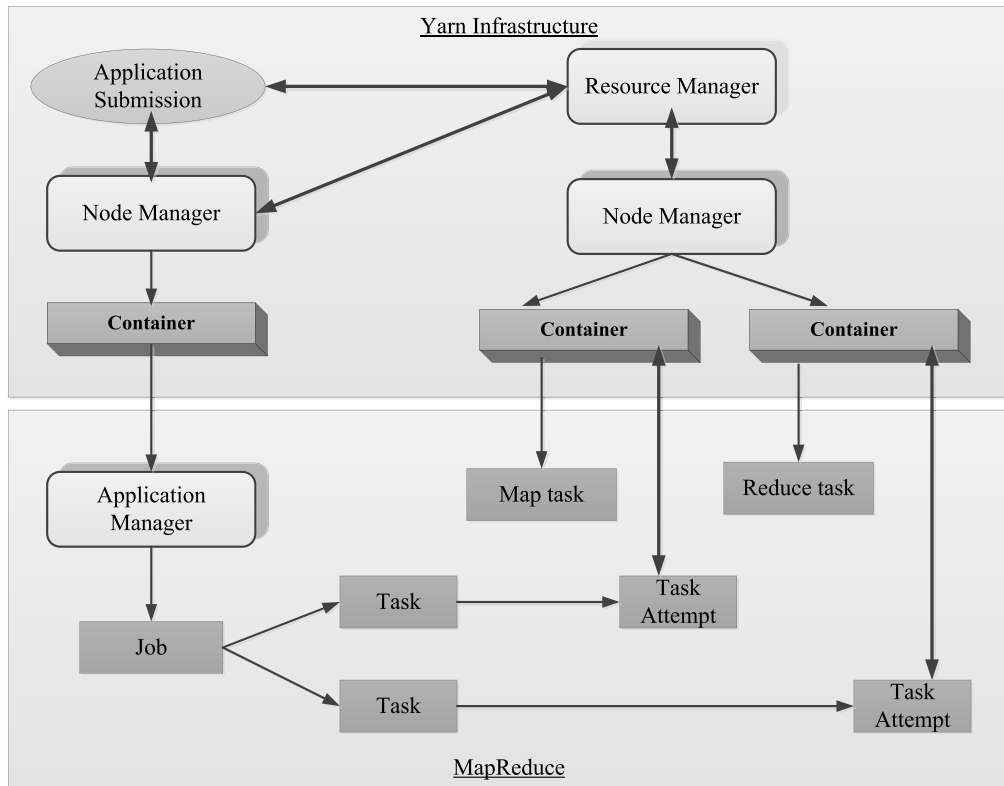 Yarn Infrastructure
Application
Submission
Resource Manager
Node Manager
Node Manager
Container
Container
Container
Application
Manager
Map task
Reduce task
Task
Task
Attempt
Job
Task
Task
Attempt
MapReduce